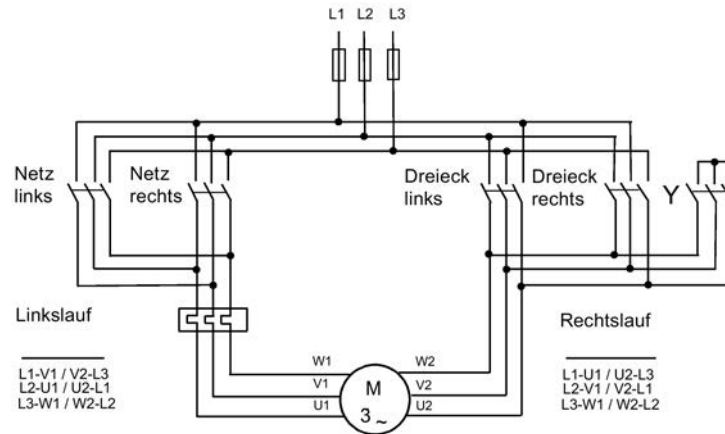 L1 L2 L3
Netz links
Netz rechts
Dreieck links
Dreieck rechts
Y
Linkslauf
L1-V1 / V2-L3
L2-U1 / U2-L1
L3-W1 / W2-L2
Rechtslauf
L1-U1 / U2-L3
L2-V1 / V2-L1
L3-W1 / W2-L2
W1
V1
U1
M
3 ~
W2
V2
U2